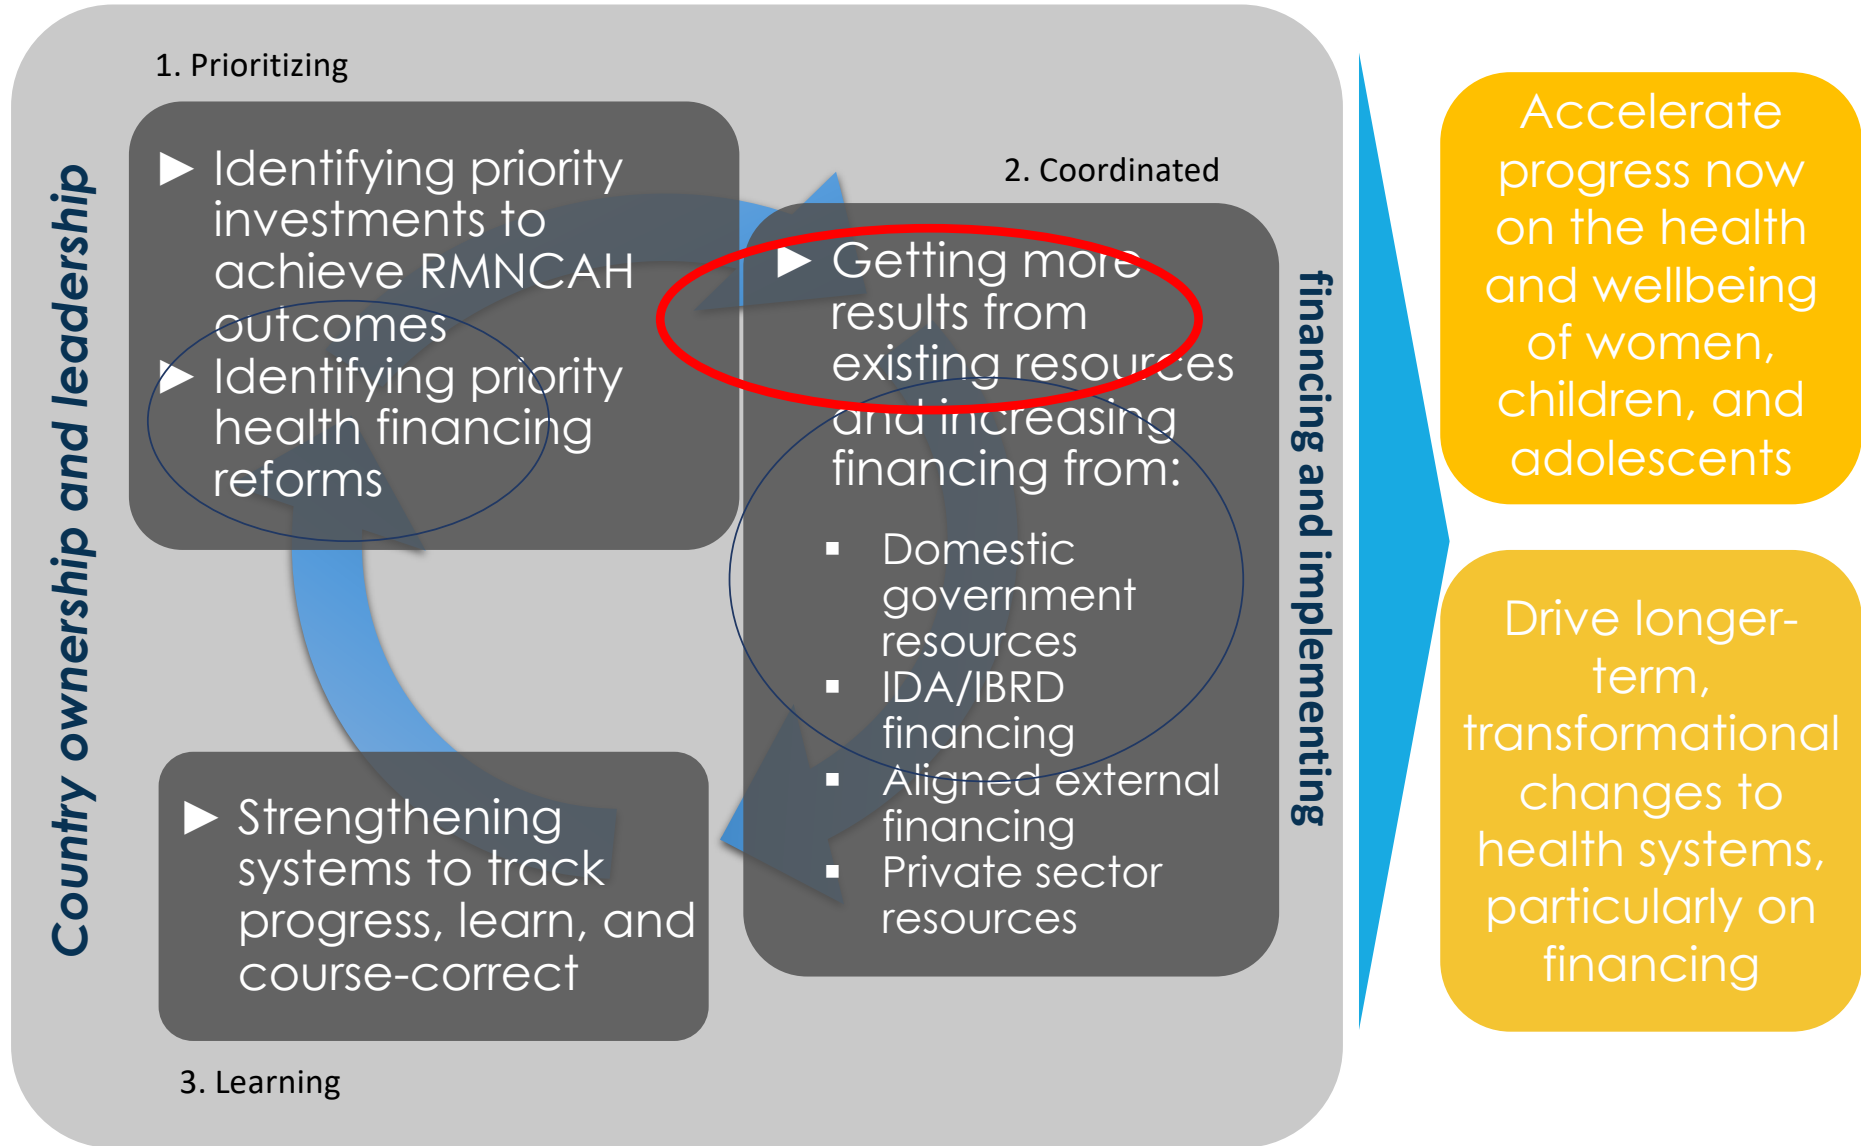 Country ownership and leadership
1. Prioritizing
► Identifying priority
investments to
achieve RMNCAH
outcomes
► Identifying priority
health financing
reforms
2. Coordinated
► Getting more
results from
existing resources
and increasing
financing from:
▪ Domestic
government
resources
▪ IDA/IBRD
financing
▪ Aligned external
financing
▪ Private sector
resources
financing and implementing
► Strengthening
systems to track
progress, learn, and
course-correct
3. Learning
Accelerate
progress now
on the health
and wellbeing
of women,
children, and
adolescents
Drive longer-
term,
transformational
changes to
health systems,
particularly on
financing